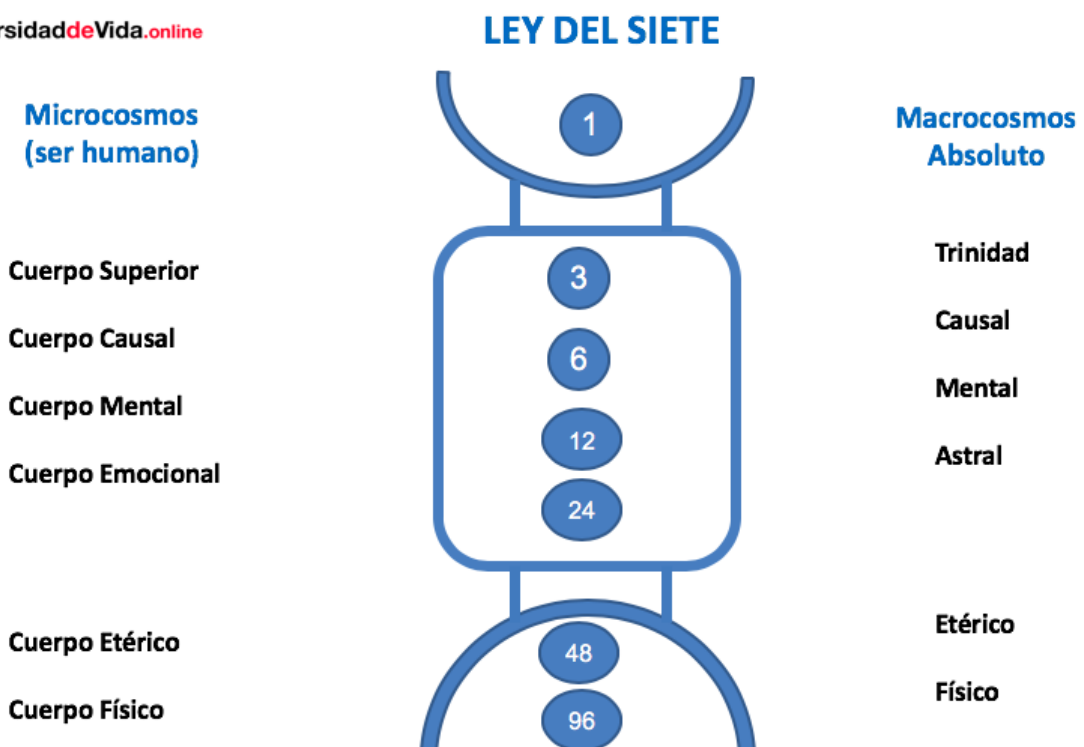 rsidaddeVida.online
LEY DEL SIETE
Microcosmos
(ser humano)
1
Macrocosmos
Absoluto
Cuerpo Superior
3
Trinidad
Cuerpo Causal
6
Causal
Cuerpo Mental
12
Mental
Cuerpo Emocional
24
Astral
Cuerpo Etérico
48
Etérico
Cuerpo Físico
96
Físico